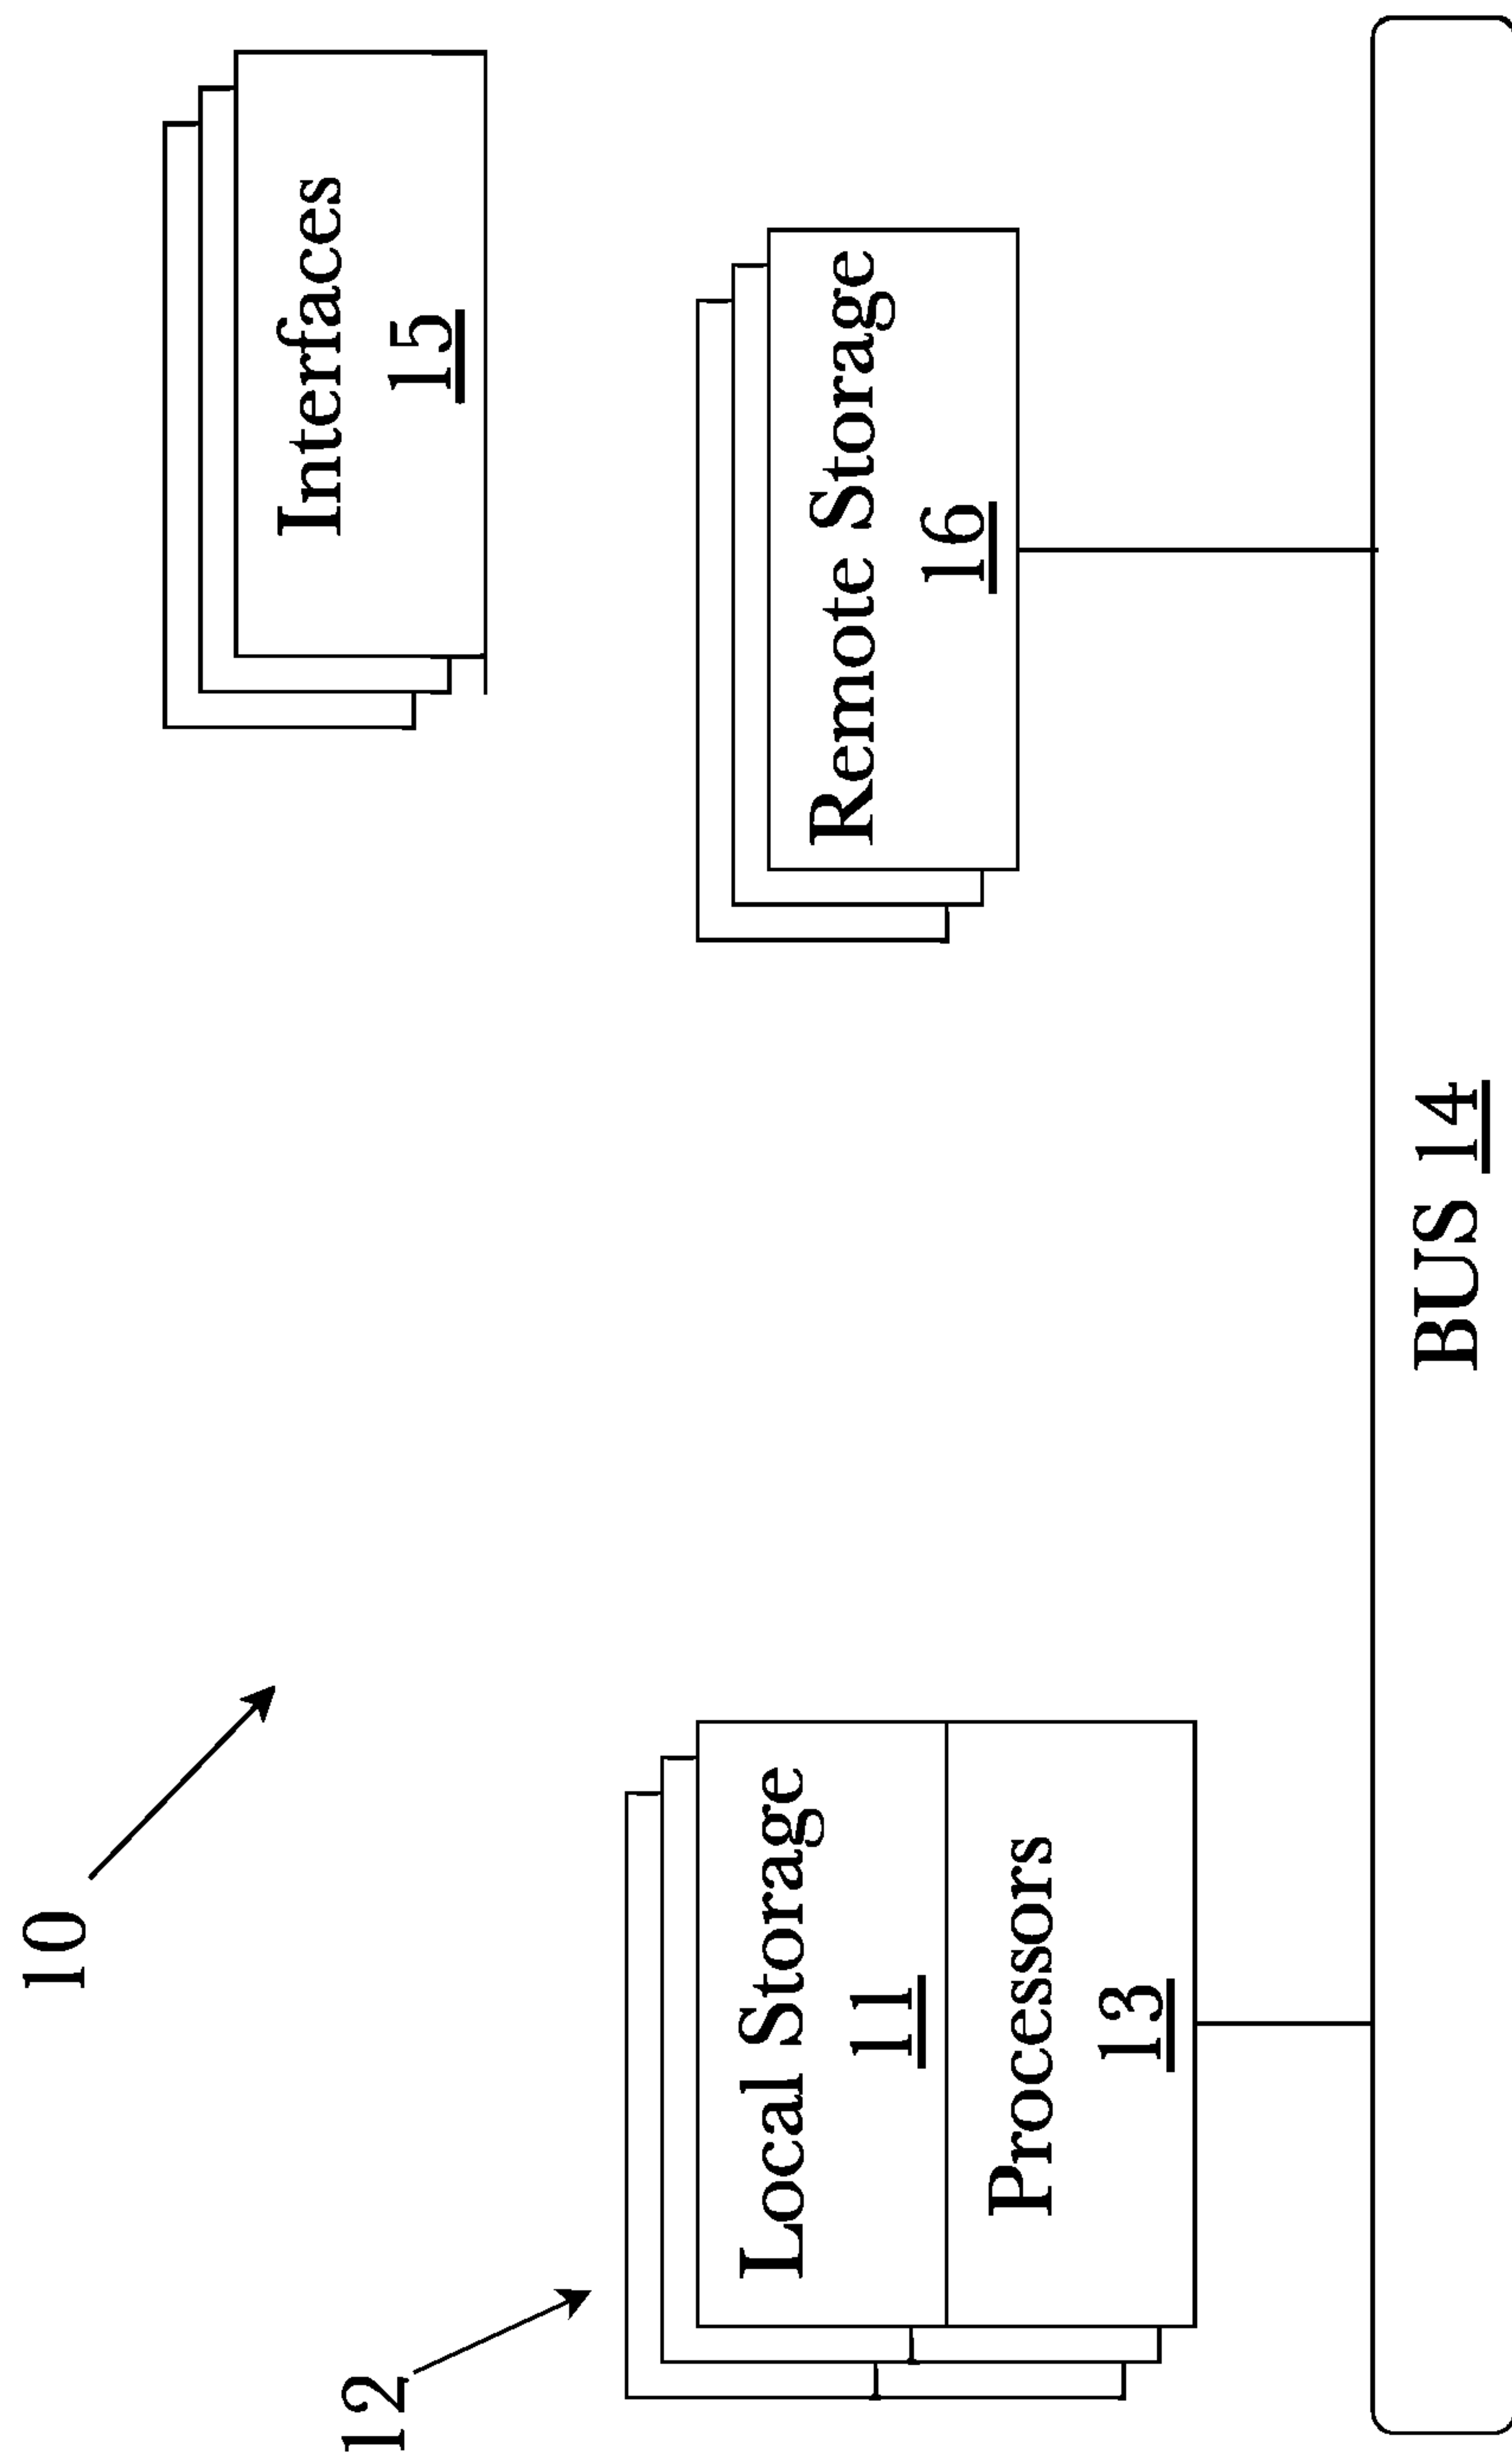 10
12
Interfaces
15
Local Storage
11
Remote Storage
16
Processors
13
BUS 14